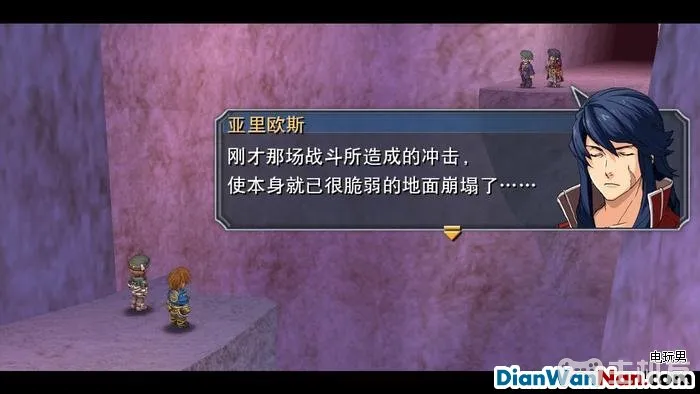 亚里欧斯
刚才那场战斗所造成的冲击，
使本身就已很脆弱的地面崩塌了……
电玩男
DianWanNan.com